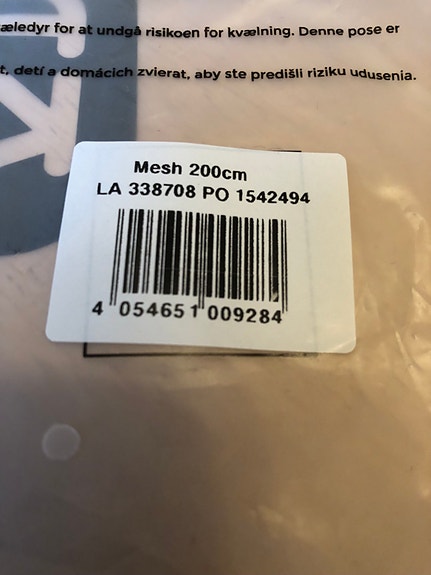 æledyr for at undgå risikoen for kvælning. Denne pose er
t, detí a domácich zvierat, aby ste predišli riziku udusenia.
Mesh 200cm
LA 338708 PO 1542494
4 054651 009284